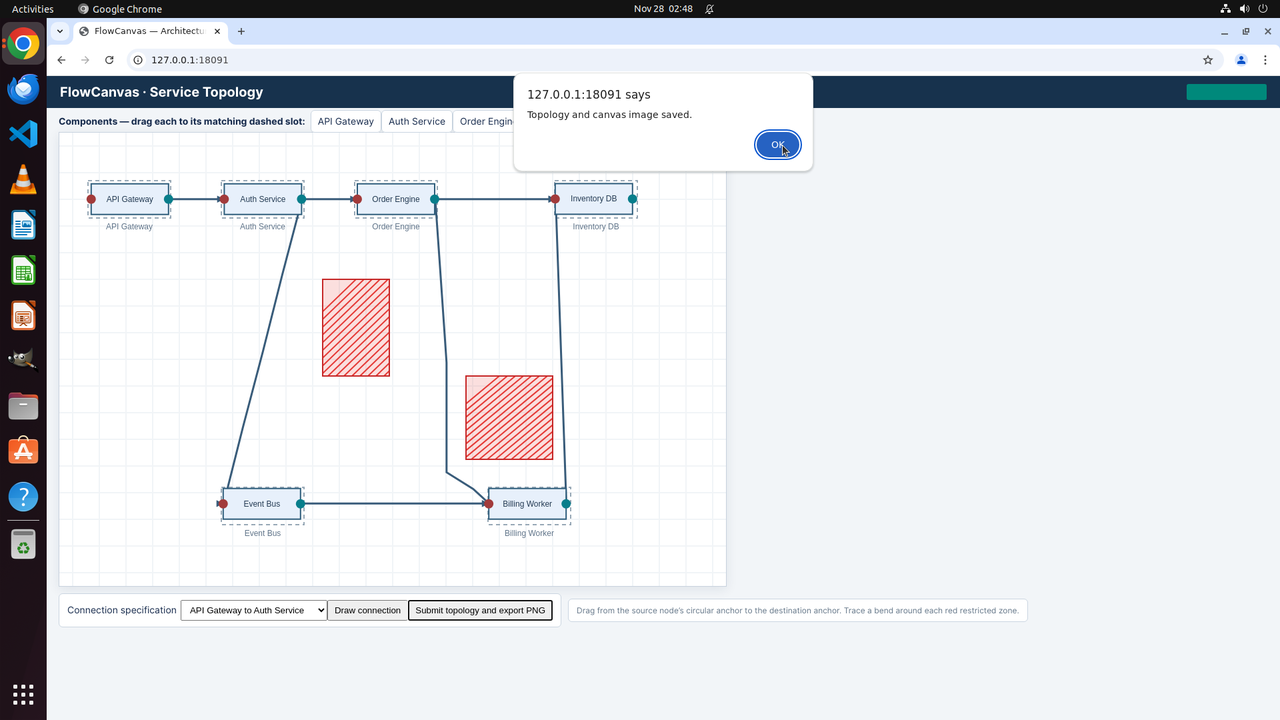 Activities
Google Chrome
Nov 28 02:48
FlowCanvas — Architectu
127.0.0.1:18091
FlowCanvas · Service Topology
127.0.0.1:18091 says
Topology and canvas image saved.
OK
Components — drag each to its matching dashed slot:
API Gateway
Auth Service
Order Engin
API Gateway
Auth Service
Order Engine
Inventory DB
API Gateway
Auth Service
Order Engine
Inventory DB
Event Bus
Billing Worker
Event Bus
Billing Worker
Connection specification
API Gateway to Auth Service
Draw connection
Submit topology and export PNG
Drag from the source node's circular anchor to the destination anchor. Trace a bend around each red restricted zone.